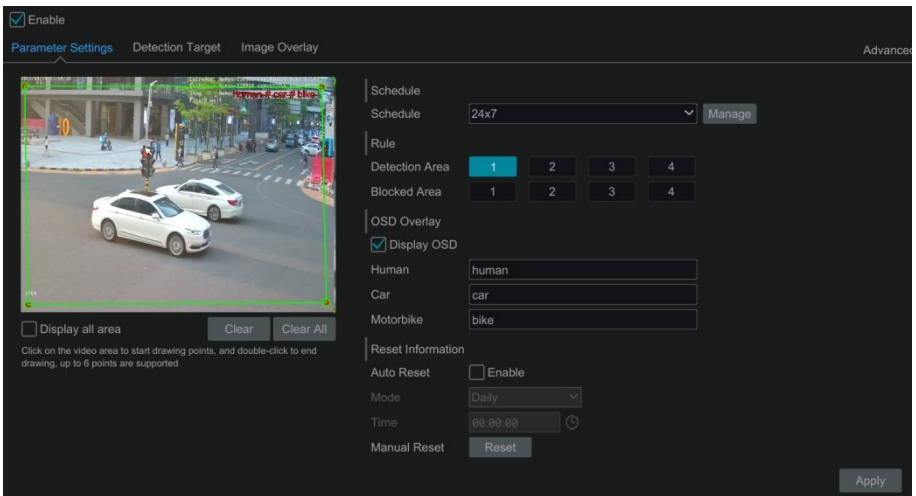 Enable
Parameter Settings Detection Target Image Overlay Advanced
human-# car-# bike-
10
Display all area Clear Clear All
Click on the video area to start drawing points, and double-click to end
drawing, up to 6 points are supported
Schedule
Schedule 24x7 Manage
Rule
Detection Area 1 2 3 4
Blocked Area 1 2 3 4
OSD Overlay
Display OSD
Human human
Car car
Motorbike bike
Reset Information
Auto Reset Enable
Mode Daily
Time 00:00:00
Manual Reset Reset
Apply